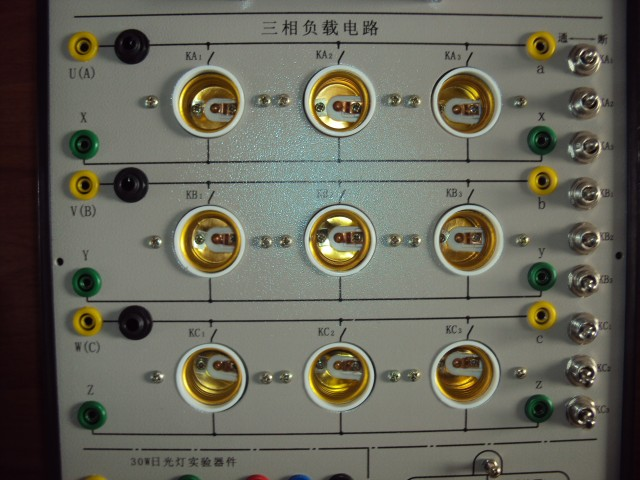 三相负载电路
通 断
U(A) KA₁ KA₂ KA₃ a KA₁
KA₂
X x KA₃
V(B) KB₁ KB₂ KB₃ b KB₁
KB₂
Y y KB₃
W(C) KC₁ KC₂ KC₃ c KC₁
KC₂
Z z KC₃
30W日光灯实验器件